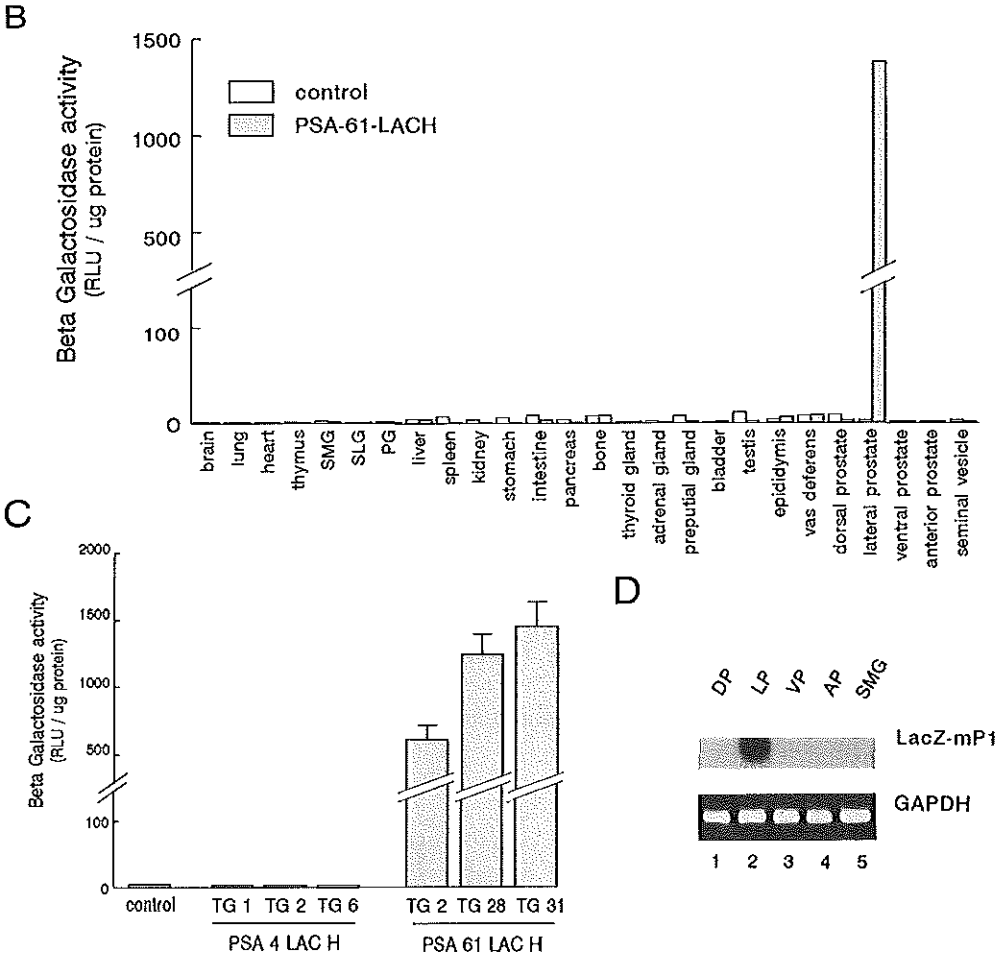 B
Beta Galactosidase activity
(RLU / ug protein)
1500
1000
500
100
0
control
PSA-61-LACH
brain
lung
heart
thymus
SMG
SLG
PG
liver
spleen
kidney
stomach
intestine
pancreas
bone
thyroid gland
adrenal gland
preputial gland
bladder
testis
epididymis
vas deferens
dorsal prostate
lateral prostate
ventral prostate
anterior prostate
seminal vesicle
C
Beta Galactosidase activity
(RLU / ug protein)
2000
1500
1000
500
100
0
control
TG 1 TG 2 TG 6
PSA 4 LAC H
TG 2 TG 28 TG 31
PSA 61 LAC H
D
DP LP VP AP SMG
LacZ-mP1
GAPDH
1 2 3 4 5